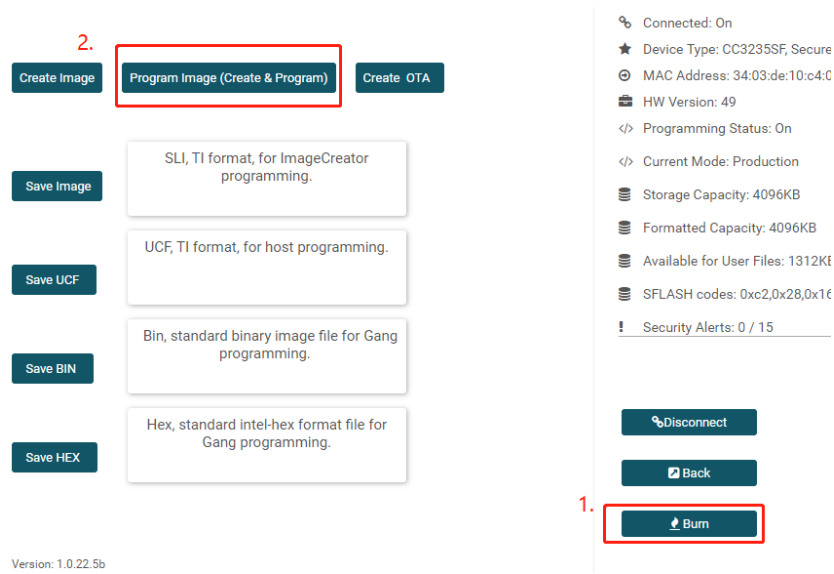 2.
Create Image
Program Image (Create & Program)
Create OTA
Save Image
SLI, TI format, for ImageCreator
programming.
Save UCF
UCF, TI format, for host programming.
Save BIN
Bin, standard binary image file for Gang
programming.
Save HEX
Hex, standard intel-hex format file for
Gang programming.
Version: 1.0.22.5b
Connected: On
Device Type: CC3235SF, Secure
MAC Address: 34:03:de:10:c4:0
HW Version: 49
</> Programming Status: On
</> Current Mode: Production
Storage Capacity: 4096KB
Formatted Capacity: 4096KB
Available for User Files: 1312KB
SFLASH codes: 0xc2,0x28,0x16
! Security Alerts: 0 / 15
Disconnect
Back
1.
Burn